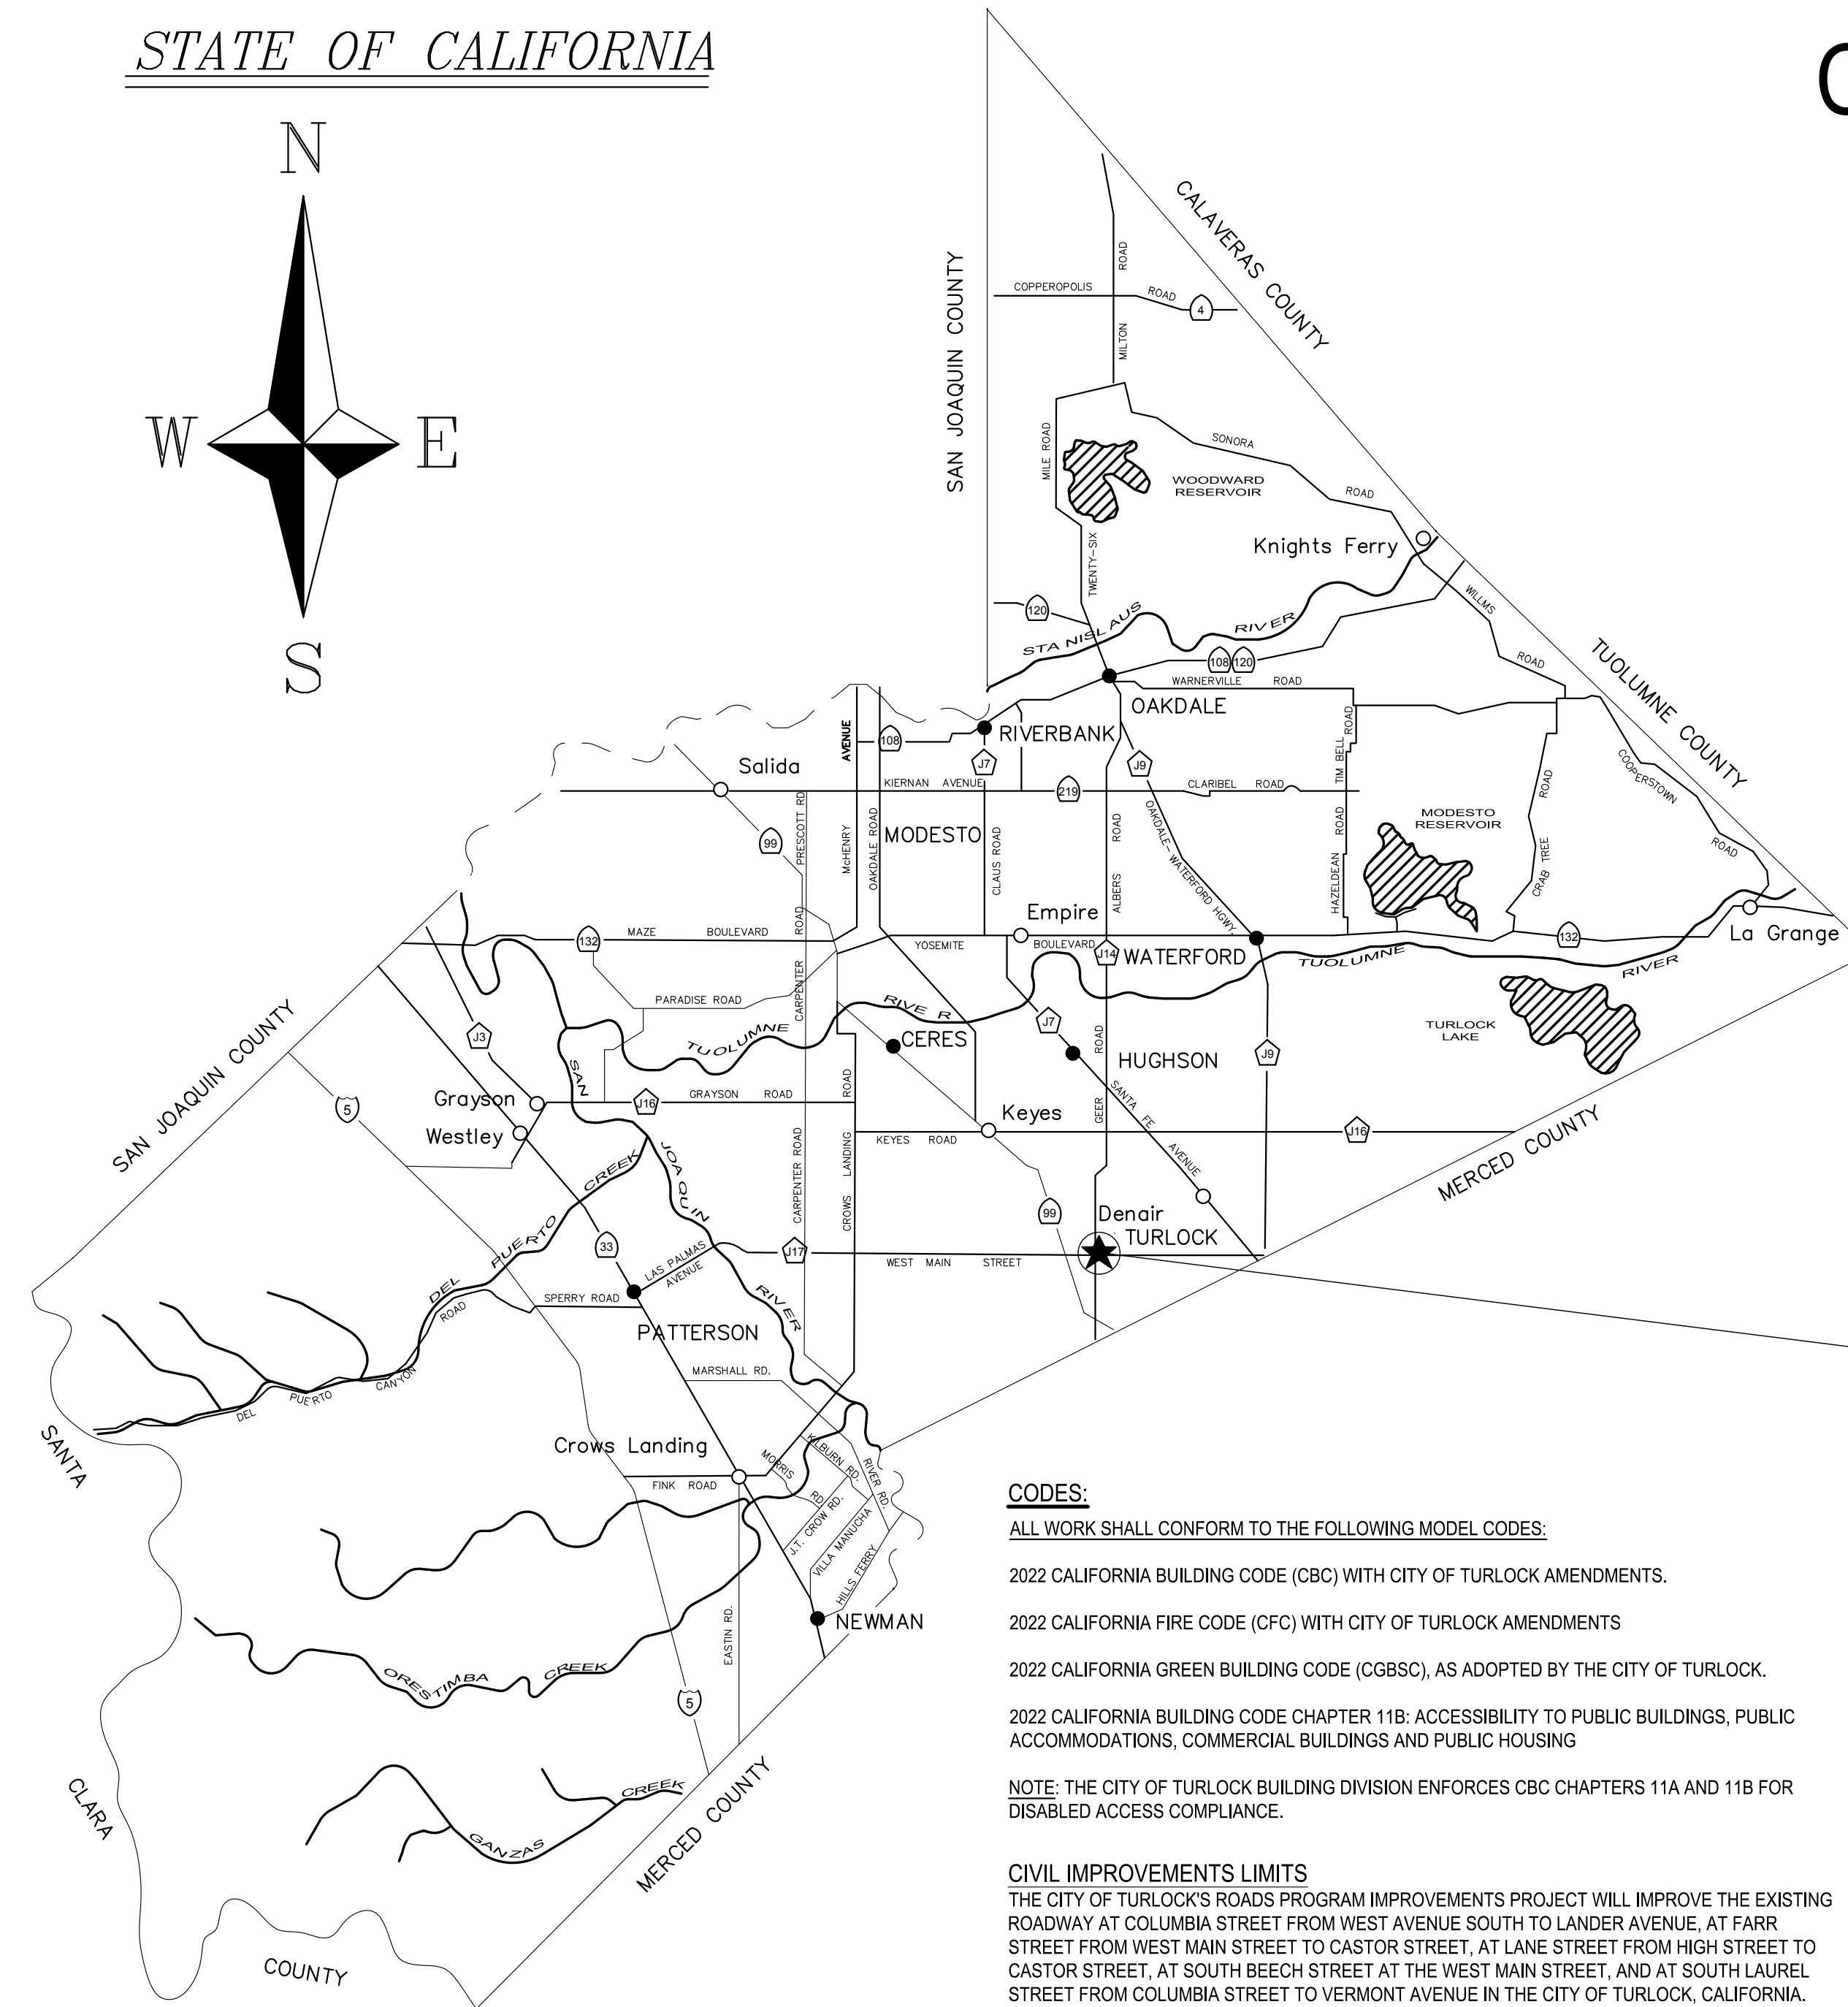 STATE OF CALIFORNIA
N
W
E
S
SAN JOAQUIN COUNTY
CALAVERAS COUNTY
COPPEROPOLIS ROAD
4
MILTON ROAD
MILE ROAD
TWENTY-SIX
SONORA ROAD
WOODWARD
RESERVOIR
Knights Ferry
120
STANISLAUS RIVER
WILLMS ROAD
TUOLUMNE COUNTY
108
120
WARNERVILLE ROAD
OAKDALE
RIVERBANK
AVENUE
108
J7
J9
Salida
KIERNAN AVENUE
219
CLARIBEL ROAD
TIM BELL ROAD
COOPERSTOWN ROAD
99
PRESCOTT RD
McHENRY
OAKDALE ROAD
MODESTO
CLAUS ROAD
ALBERS ROAD
OAKDALE-WATERFORD HGWY.
HAZELDEAN ROAD
MODESTO
RESERVOIR
CRAB TREE ROAD
Empire
132
MAZE BOULEVARD
CARPENTER ROAD
YOSEMITE BOULEVARD
J14
WATERFORD
132
La Grange
TUOLUMNE RIVER
PARADISE ROAD
TUOLUMNE RIVE R
TURLOCK
LAKE
SAN JOAQUIN COUNTY
J3
CERES
J7
HUGHSON
J9
5
Grayson
J16
GRAYSON ROAD
ROAD
GEER ROAD
SANTA FE AVENUE
Westley
Keyes
KEYES ROAD
J16
MERCED COUNTY
SAN JOAQUIN RIVER
DEL PUERTO CREEK
CARPENTER ROAD
CROWS LANDING
99
Denair
TURLOCK
33
LAS PALMAS
AVENUE
J17
WEST MAIN STREET
SPERRY ROAD
PATTERSON
DEL PUERTO CANYON ROAD
MARSHALL RD.
SANTA
CLARA
COUNTY
Crows Landing
FINK ROAD
MORRIS RD.
KILBURN RD.
RIVER RD.
J.T. CROW RD.
VILLA MANUCHA
HILLS FERRY
NEWMAN
EASTIN RD.
ORESTIMBA CREEK
5
GANZAS CREEK
MERCED COUNTY
CODES:
ALL WORK SHALL CONFORM TO THE FOLLOWING MODEL CODES:
2022 CALIFORNIA BUILDING CODE (CBC) WITH CITY OF TURLOCK AMENDMENTS.
2022 CALIFORNIA FIRE CODE (CFC) WITH CITY OF TURLOCK AMENDMENTS
2022 CALIFORNIA GREEN BUILDING CODE (CGBSC), AS ADOPTED BY THE CITY OF TURLOCK.
2022 CALIFORNIA BUILDING CODE CHAPTER 11B: ACCESSIBILITY TO PUBLIC BUILDINGS, PUBLIC
ACCOMMODATIONS, COMMERCIAL BUILDINGS AND PUBLIC HOUSING
NOTE: THE CITY OF TURLOCK BUILDING DIVISION ENFORCES CBC CHAPTERS 11A AND 11B FOR
DISABLED ACCESS COMPLIANCE.
CIVIL IMPROVEMENTS LIMITS
THE CITY OF TURLOCK'S ROADS PROGRAM IMPROVEMENTS PROJECT WILL IMPROVE THE EXISTING
ROADWAY AT COLUMBIA STREET FROM WEST AVENUE SOUTH TO LANDER AVENUE, AT FARR
STREET FROM WEST MAIN STREET TO CASTOR STREET, AT LANE STREET FROM HIGH STREET TO
CASTOR STREET, AT SOUTH BEECH STREET AT THE WEST MAIN STREET, AND AT SOUTH LAUREL
STREET FROM COLUMBIA STREET TO VERMONT AVENUE IN THE CITY OF TURLOCK, CALIFORNIA.